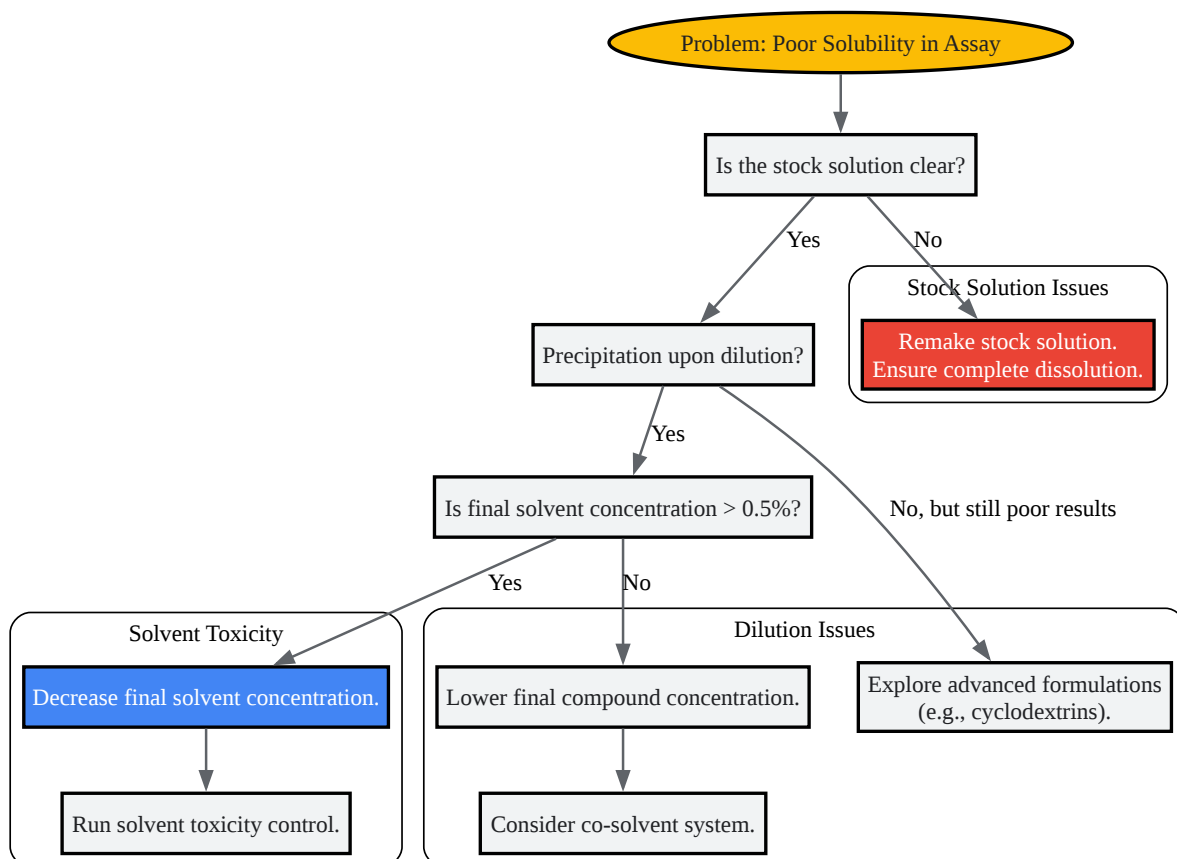 Problem: Poor Solubility in Assay
Is the stock solution clear?
Yes
No
Stock Solution Issues
Remake stock solution.
Ensure complete dissolution.
Precipitation upon dilution?
Yes
No, but still poor results
Is final solvent concentration > 0.5%?
Yes
No
Solvent Toxicity
Decrease final solvent concentration.
Run solvent toxicity control.
Dilution Issues
Lower final compound concentration.
Consider co-solvent system.
Explore advanced formulations
(e.g., cyclodextrins).